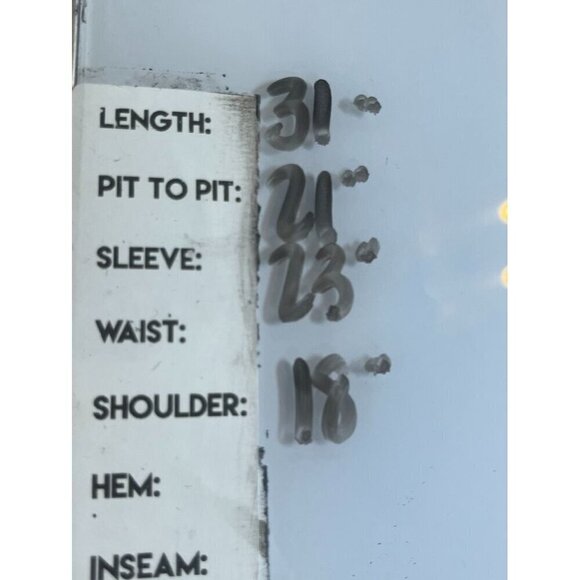 LENGTH: 31"
PIT TO PIT: 21"
SLEEVE: 23"
WAIST:
SHOULDER: 18"
HEM:
INSEAM: